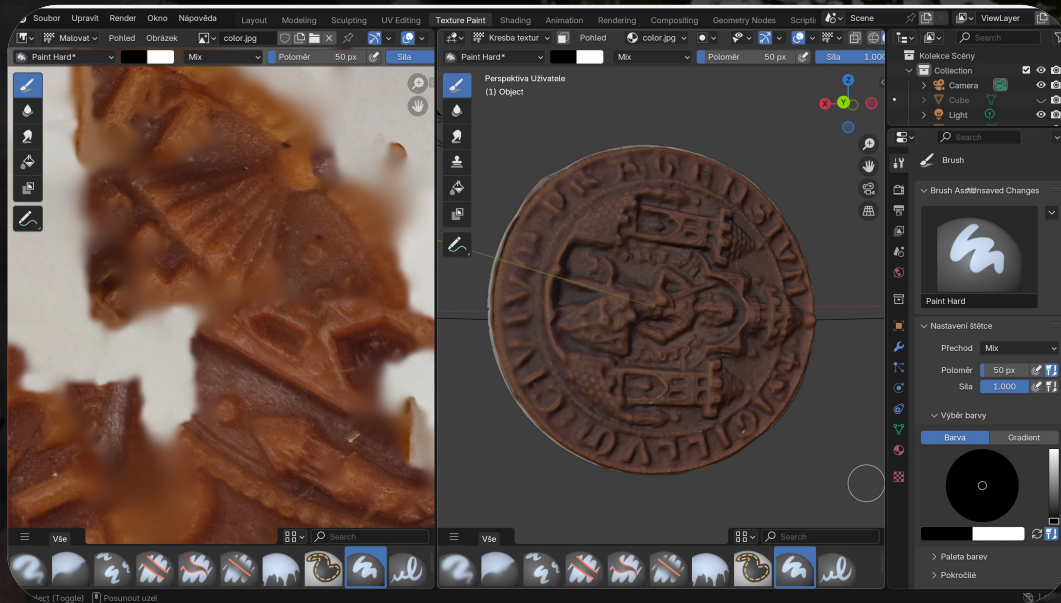 Soubor Upravit Render Okno Nápověda Layout Modeling Sculpting UV Editing Texture Paint Shading Animation Rendering Compositing Geometry Nodes Scripti Scene ViewLayer
Malovat Pohled Obrázek color.jpg
Kresba textur Pohled color.jpg
Search
Paint Hard* Mix Poloměr 50 px Síla
Paint Hard* Mix Poloměr 50 px Síla 1.000
Kolekce Scény
Collection
Camera
Cube
Light
Perspektiva Uživatele
(1) Object
Z
X
Y
Search
Brush
Brush
Paint Hard
Nastavení štětce
Přechod Mix
Poloměr 50 px
Síla 1.000
Výběr barvy
Barva Gradient
Paleta barev
Pokročilé
Vše Search
Vše Search
(Toggle) Posunout uzel